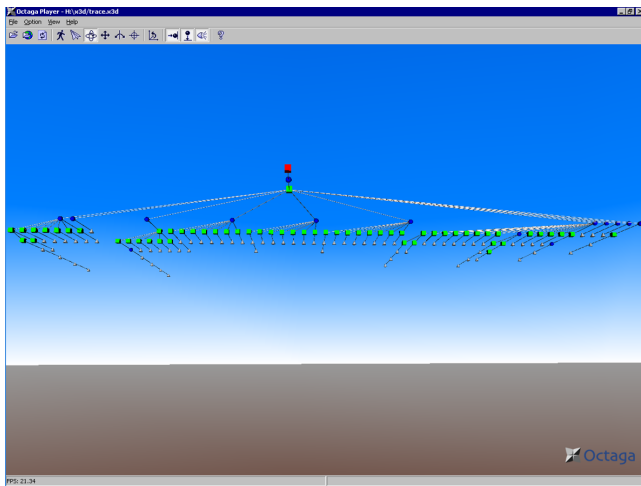 Octaga Player - H:\x3d/trace.x3d
File Option View Help
Octaga
FPS: 21.34